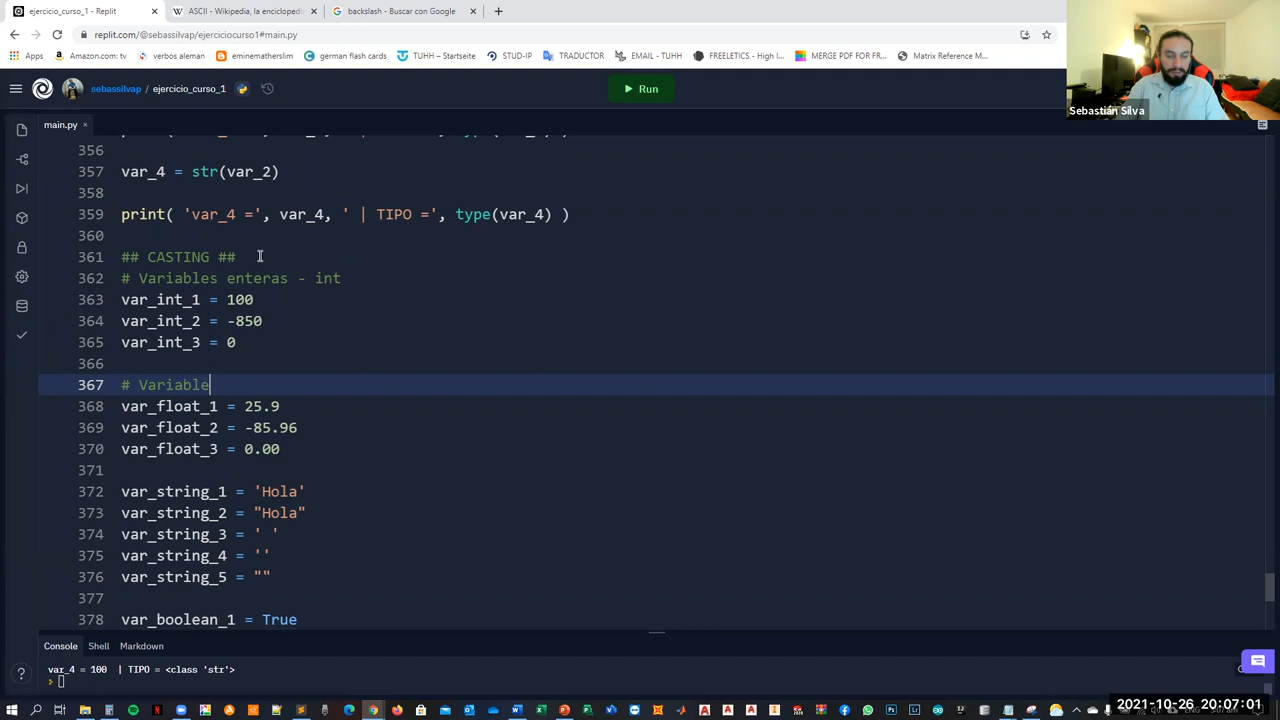 ejercicio_curso_1 - Replit
ASCII - Wikipedia, la enciclopedi
backslash - Buscar con Google
replit.com/@sebassilvap/ejerciciocurso1#main.py
Apps
Amazon.com: tv
verbos aleman
eninematherslim
german flash cards
TUHH – Startseite
STUD-IP
TRADUCTOR
EMAIL - TUHH
FREELETICS - High I...
MERGE PDF FILES
Matrix Reference M...
Sebastián Silva
sebassilvap / ejercicio_curso_1
Run
main.py
356
357 var_4 = str(var_2)
358
359 print( 'var_4 =', var_4, ' | TIPO =', type(var_4) )
360
361 ## CASTING ##
362 # Variables enteras - int
363 var_int_1 = 100
364 var_int_2 = -850
365 var_int_3 = 0
366
367 # Variable
368 var_float_1 = 25.9
369 var_float_2 = -85.96
370 var_float_3 = 0.00
371
372 var_string_1 = 'Hola'
373 var_string_2 = "Hola"
374 var_string_3 = ' '
375 var_string_4 = ''
376 var_string_5 = ""
377
378 var_boolean_1 = True
Console
Shell
Markdown
var_4 = 100  | TIPO = <class 'str'>
2021-10-26 20:07:01